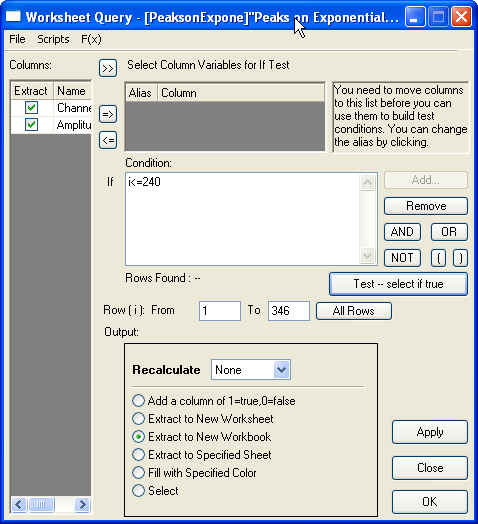 Worksheet Query - [PeaksonExpone]"Peaks on Exponential...
File Scripts F(x)
Columns:
>> Select Column Variables for If Test
Extract Name
Channe
Amplitu
Alias Column
=>
<=
You need to move columns
to this list before you can
use them to build test
conditions. You can change
the alias by clicking.
Condition:
If i<=240
Add...
Remove
AND OR
NOT ( )
Rows Found : --
Test -- select if true
Row ( i ): From 1 To 346 All Rows
Output:
Recalculate None
Add a column of 1=true,0=false
Extract to New Worksheet
Extract to New Workbook
Extract to Specified Sheet
Fill with Specified Color
Select
Apply
Close
OK